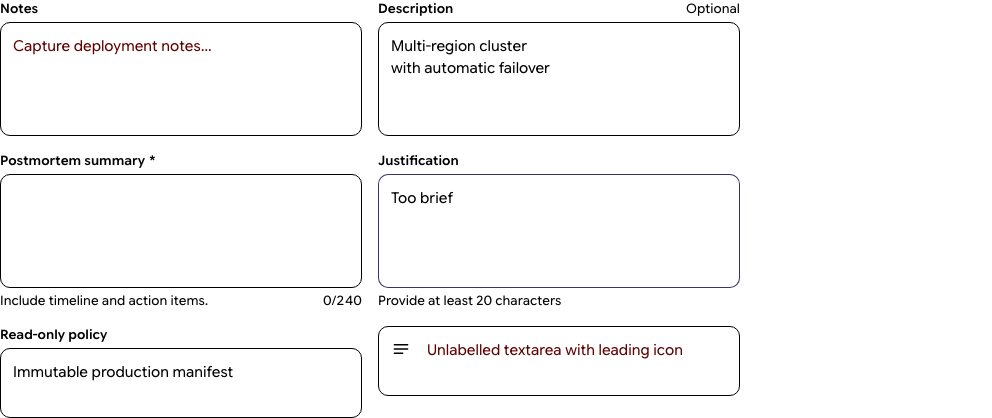 Notes
Capture deployment notes...
Description
Optional
Multi-region cluster
with automatic failover
Postmortem summary *
Include timeline and action items.
0/240
Justification
Too brief
Provide at least 20 characters
Read-only policy
Immutable production manifest
Unlabelled textarea with leading icon